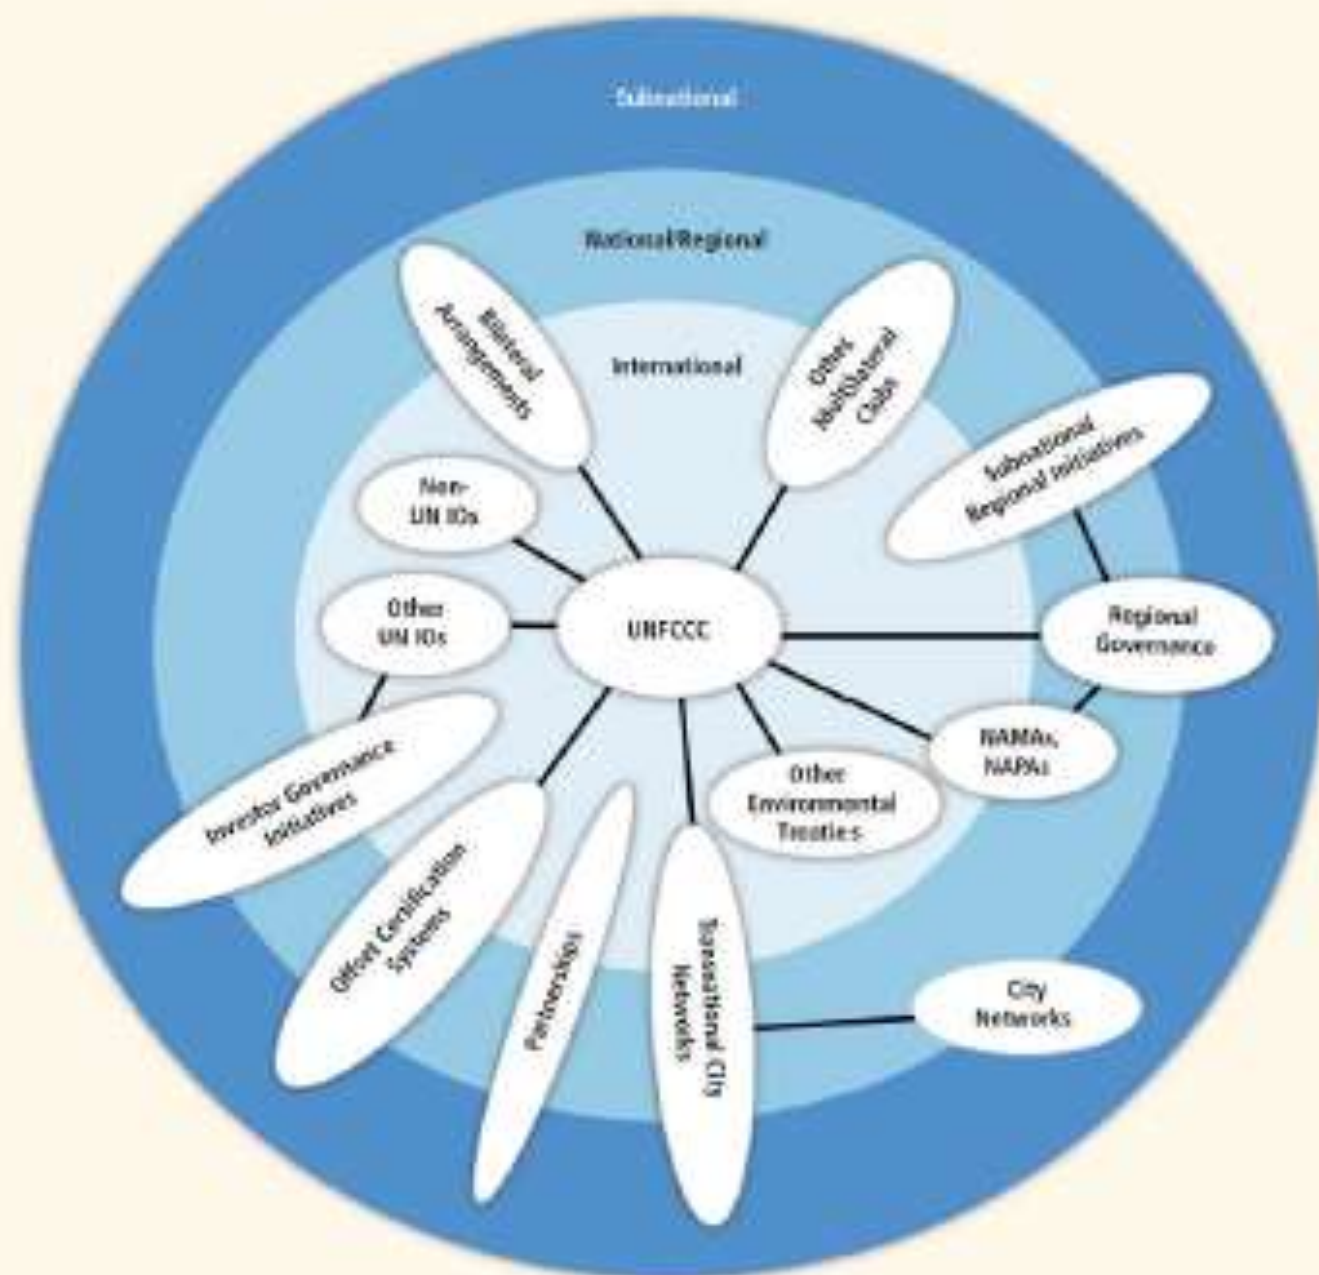 Subnational
National/Regional
International
Bilateral
Arrangements
Other
Multilateral
Clubs
Subnational
Regional Initiatives
Non-
UN IOs
Other
UN IOs
UNFCCC
Regional
Governance
NAMAs,
NAPAs
Other
Environmental
Treaties
Investor Governance
Initiatives
Offset Certification
Systems
Partnerships
Transnational City
Networks
City
Networks